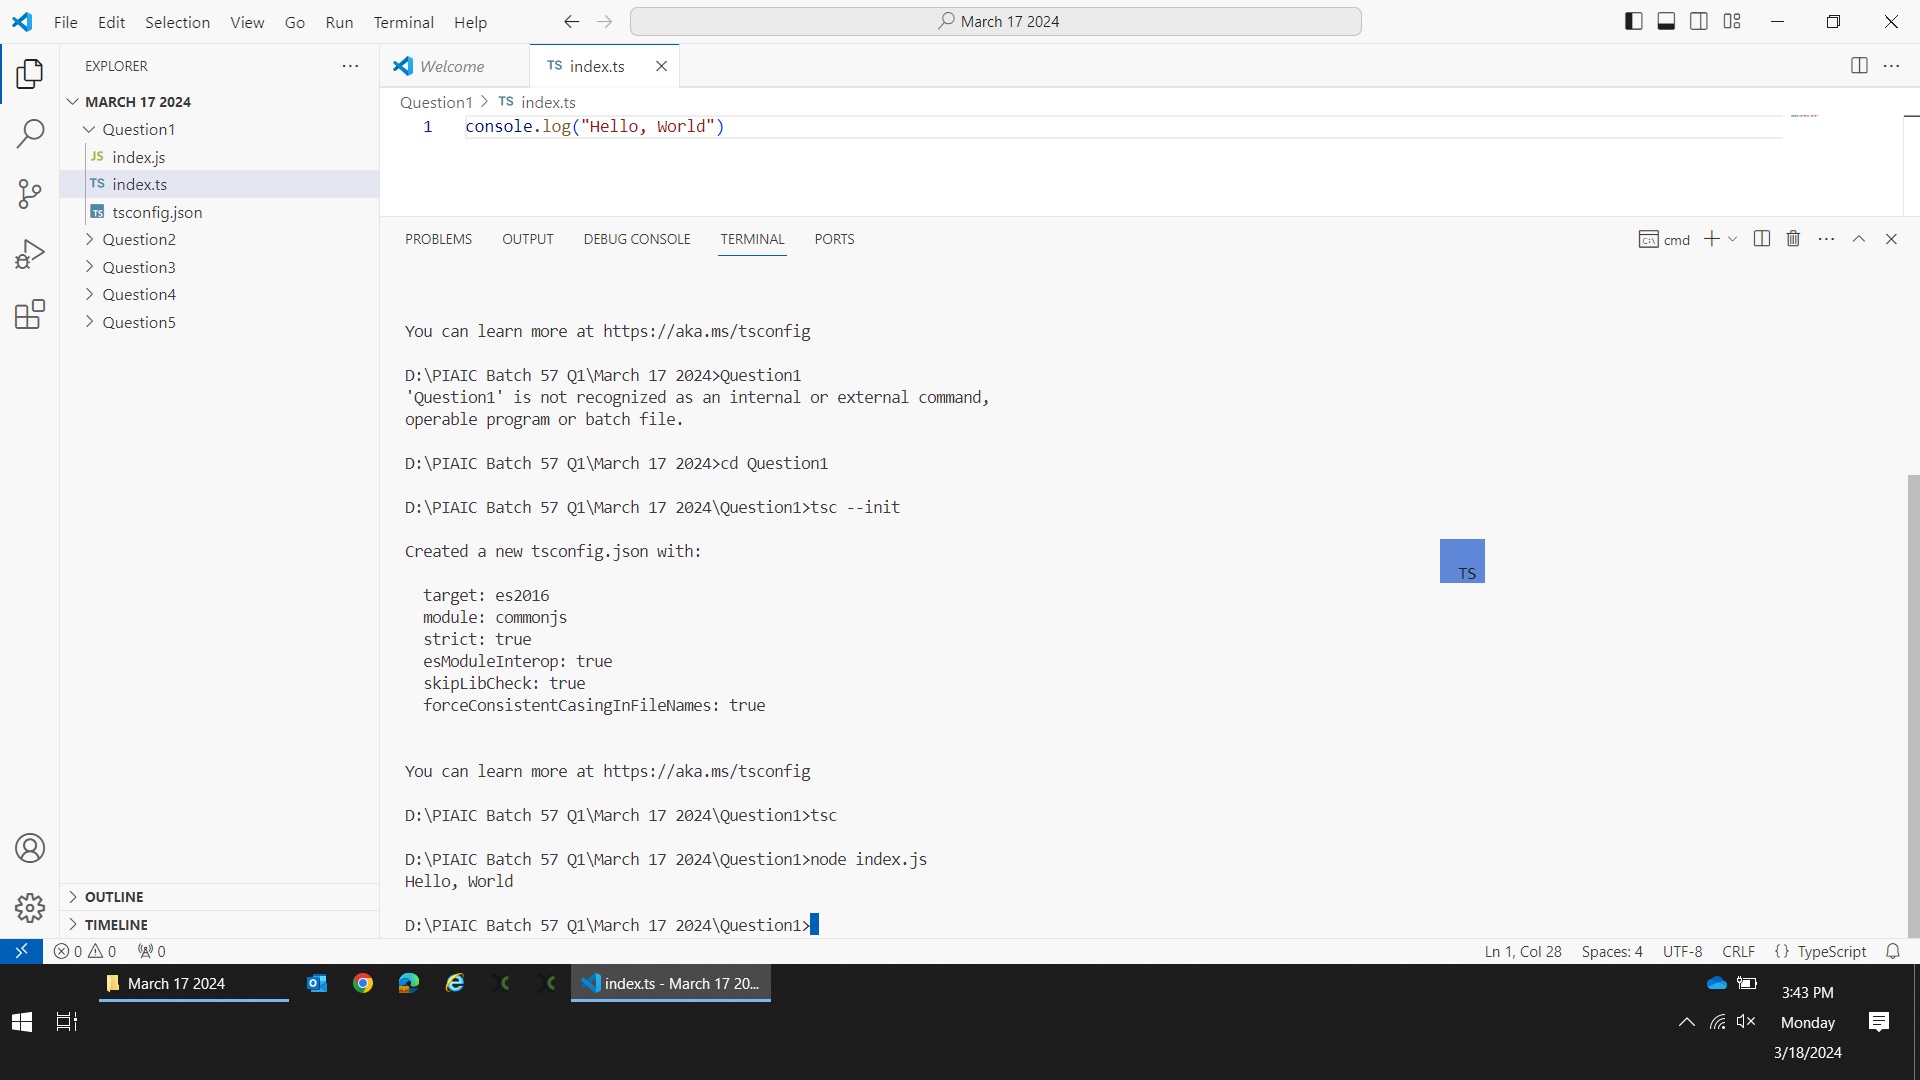 File Edit Selection View Go Run Terminal Help
March 17 2024
EXPLORER
Welcome
TS index.ts
MARCH 17 2024
Question1
JS index.js
TS index.ts
TS tsconfig.json
Question2
Question3
Question4
Question5
OUTLINE
TIMELINE
Question1 > TS index.ts
1 console.log("Hello, World")
PROBLEMS OUTPUT DEBUG CONSOLE TERMINAL PORTS
cmd
You can learn more at https://aka.ms/tsconfig
D:\PIAIC Batch 57 Q1\March 17 2024>Question1
'Question1' is not recognized as an internal or external command,
operable program or batch file.
D:\PIAIC Batch 57 Q1\March 17 2024>cd Question1
D:\PIAIC Batch 57 Q1\March 17 2024\Question1>tsc --init
Created a new tsconfig.json with:
target: es2016
module: commonjs
strict: true
esModuleInterop: true
skipLibCheck: true
forceConsistentCasingInFileNames: true
You can learn more at https://aka.ms/tsconfig
D:\PIAIC Batch 57 Q1\March 17 2024\Question1>tsc
D:\PIAIC Batch 57 Q1\March 17 2024\Question1>node index.js
Hello, World
D:\PIAIC Batch 57 Q1\March 17 2024\Question1>
TS
0 0 0
Ln 1, Col 28 Spaces: 4 UTF-8 CRLF {} TypeScript
March 17 2024
index.ts - March 17 20...
3:43 PM
Monday
3/18/2024